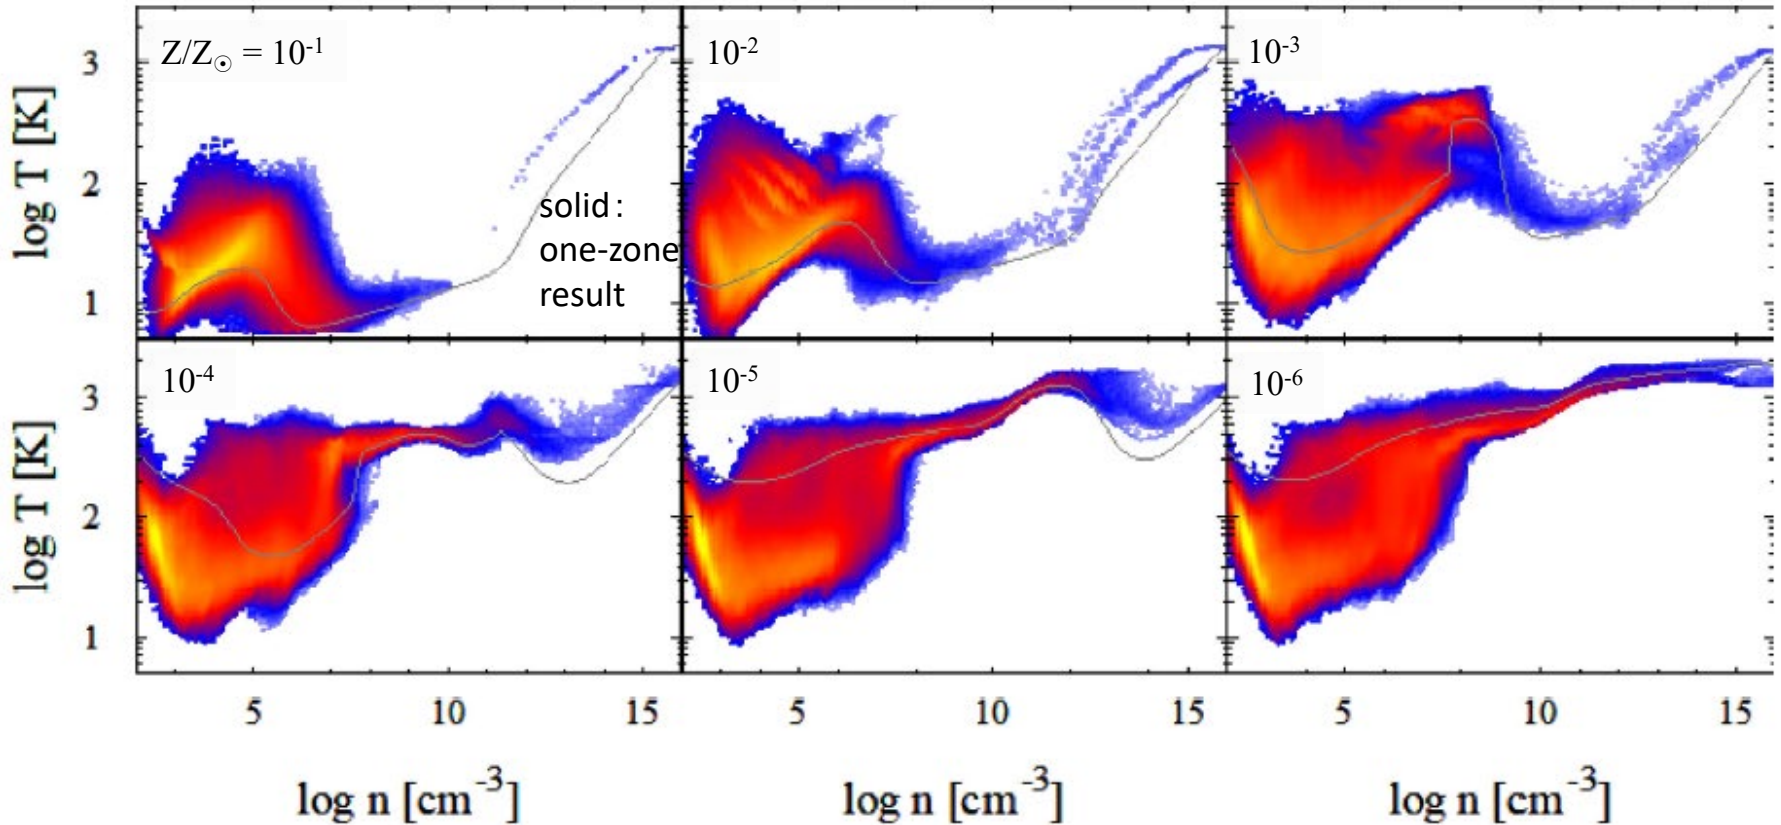 Z/Z☉ = 10⁻¹
10⁻²
10⁻³
3
2
1
log T [K]
solid:
one-zone
result
10⁻⁴
10⁻⁵
10⁻⁶
3
2
1
log T [K]
5 10 15 5 10 15 5 10 15
log n [cm⁻³] log n [cm⁻³] log n [cm⁻³]